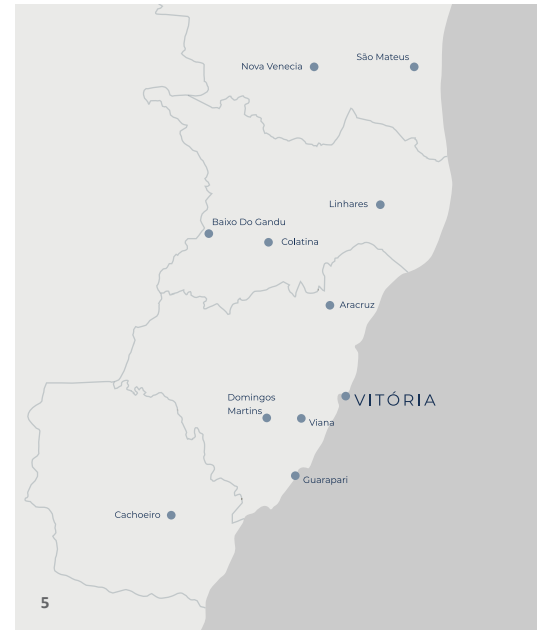 São Mateus
Nova Venecia
Linhares
Baixo Do Gandu
Colatina
Aracruz
Domingos
Martins
VITÓRIA
Viana
Guarapari
Cachoeiro
5